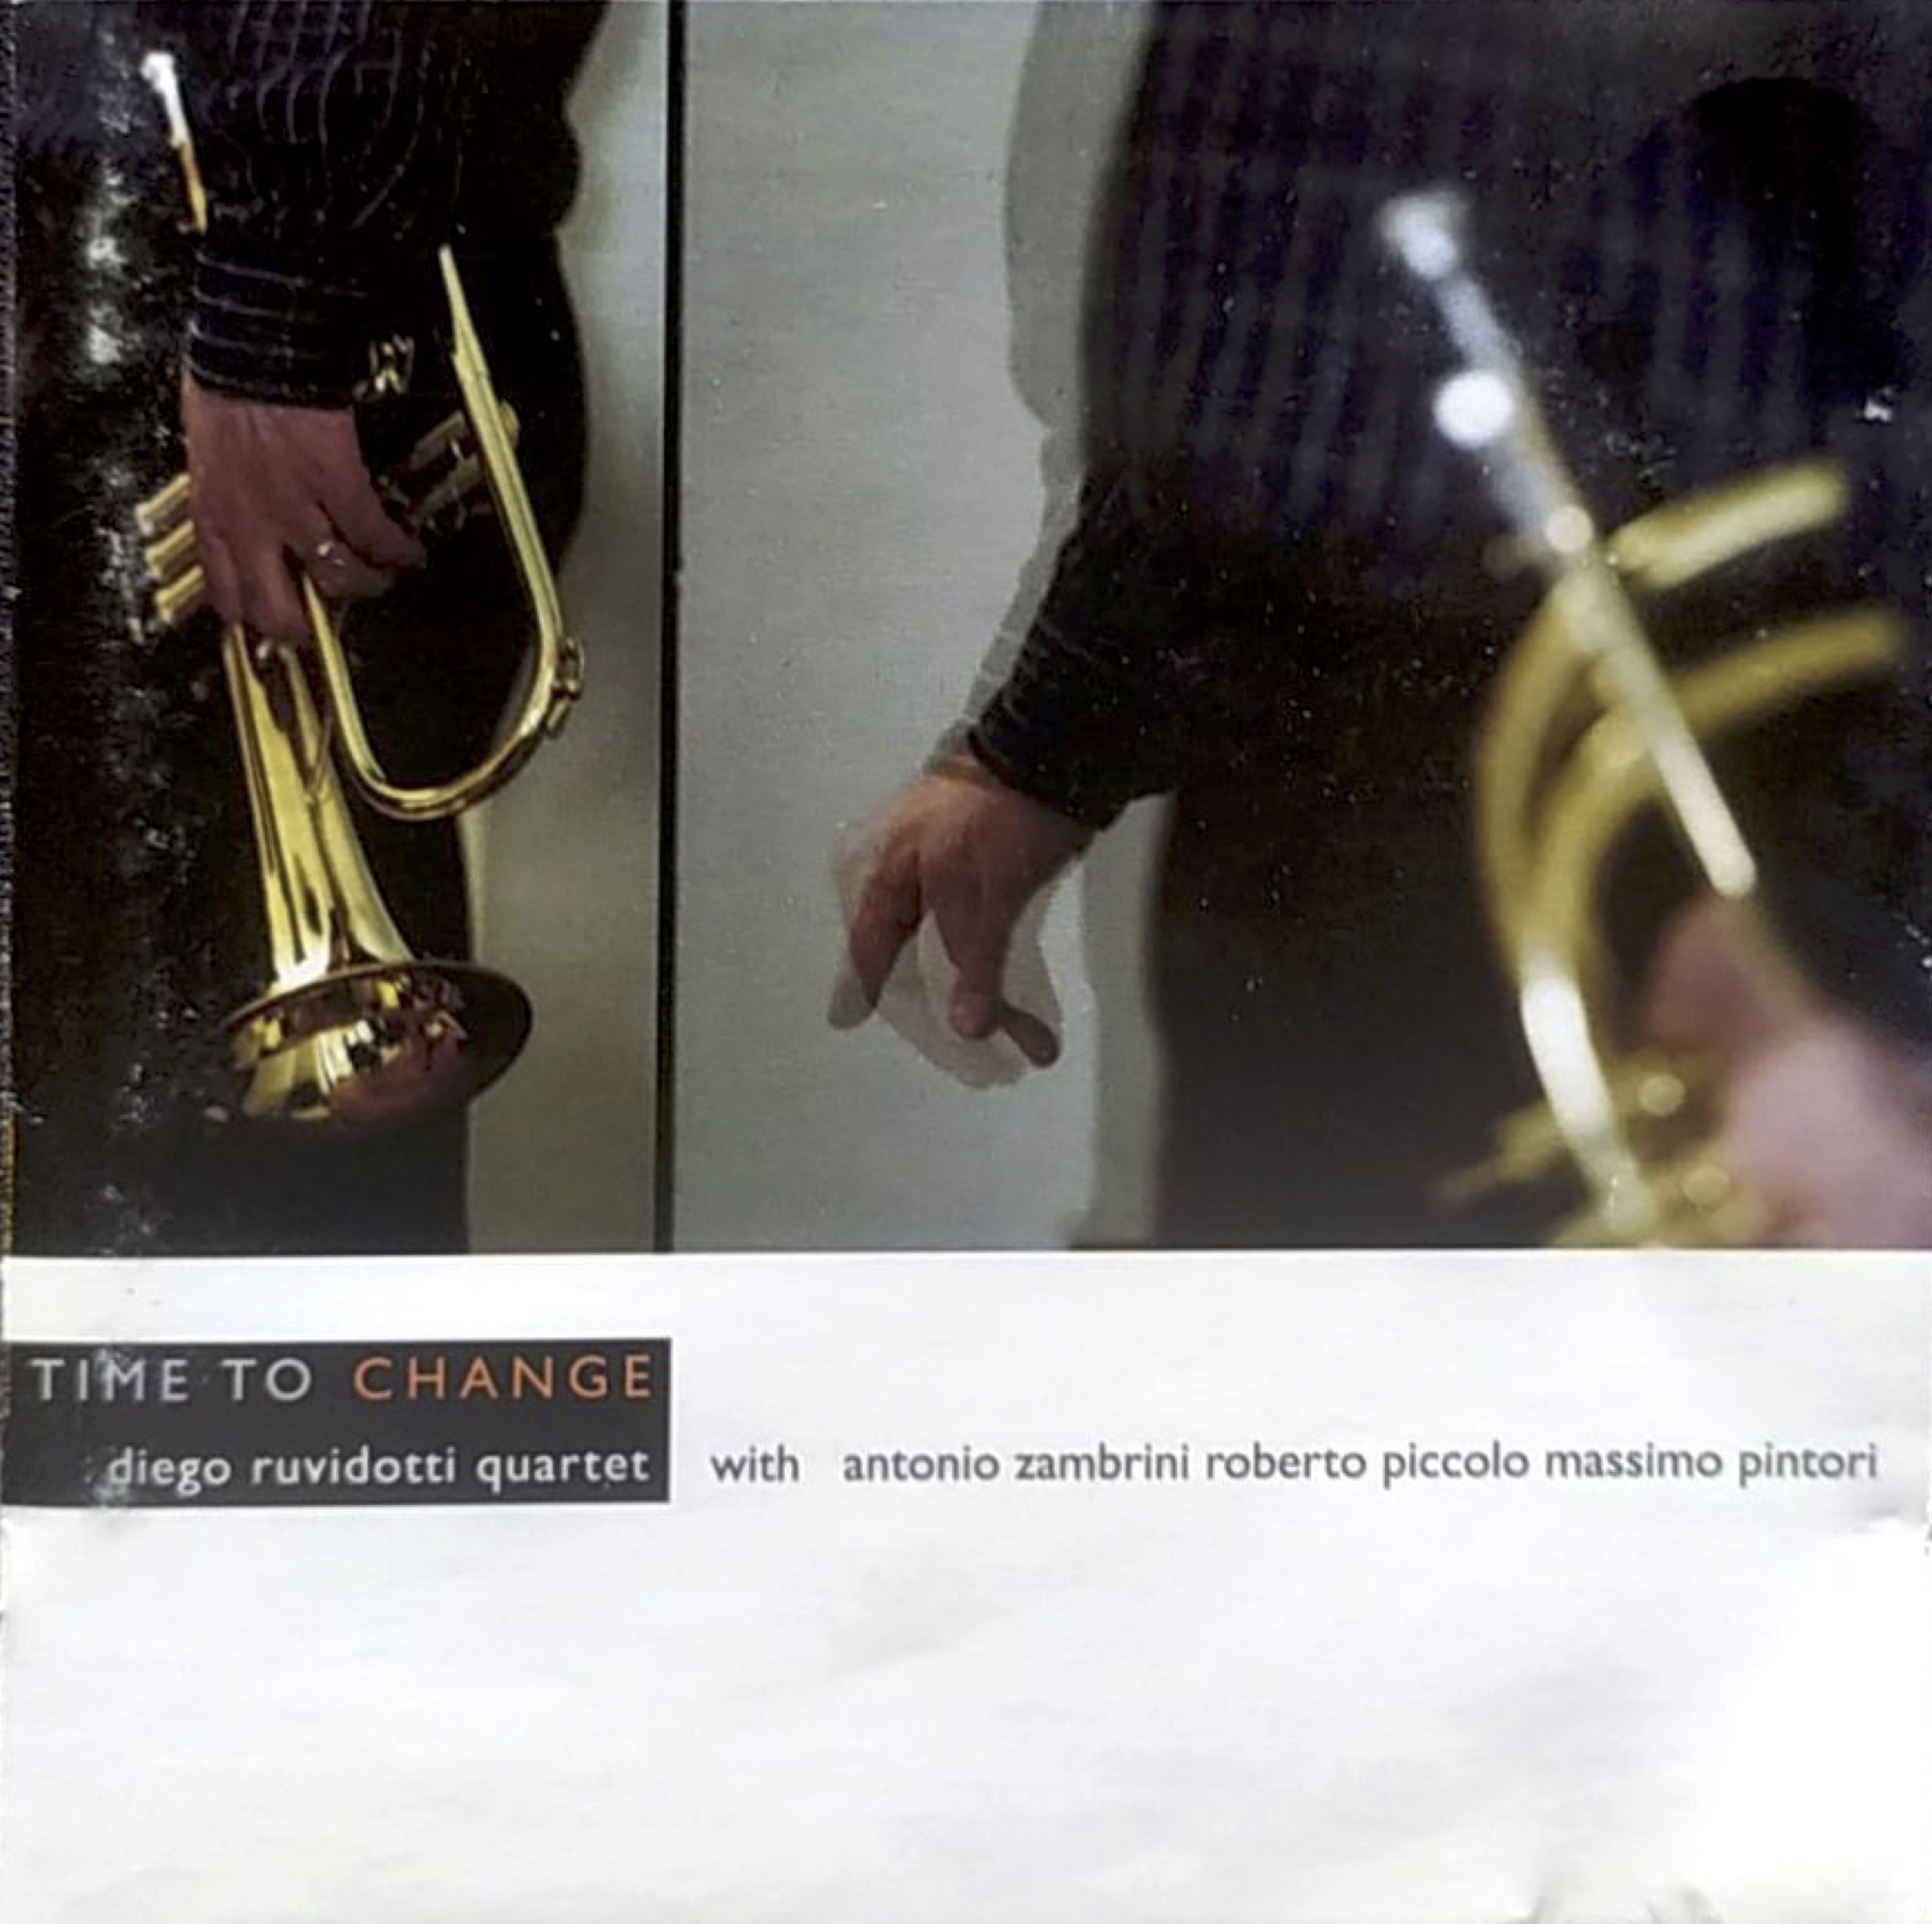 TIME TO CHANGE
diego ruvidotti quartet with antonio zambrini roberto piccolo massimo pintori